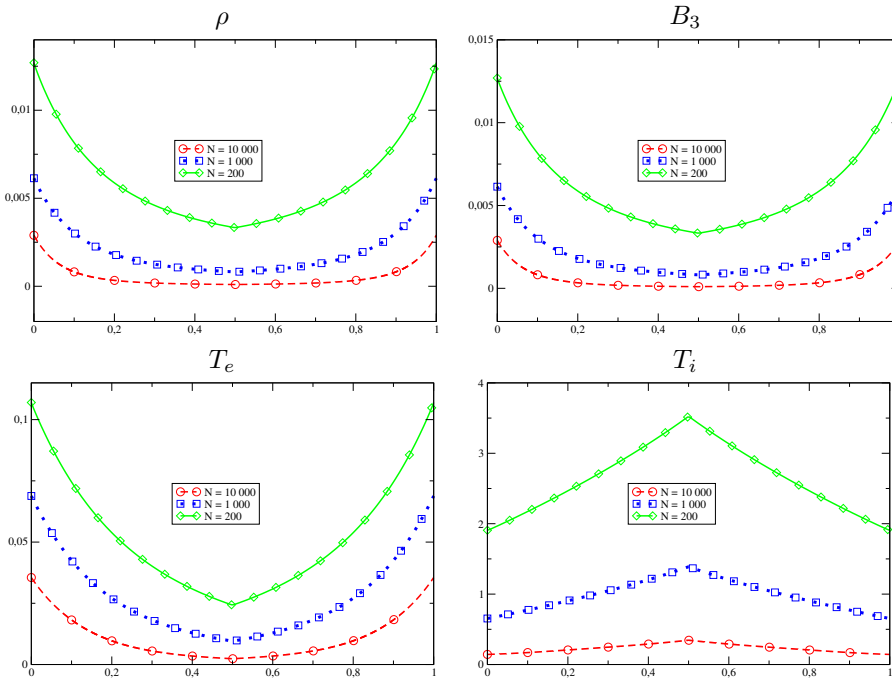 ρ
0,01
0,005
0
0 0,2 0,4 0,6 0,8 1
N = 10 000
N = 1 000
N = 200
B₃
0,015
0,01
0,005
0,000
0 0,2 0,4 0,6 0,8
N = 10 000
N = 1 000
N = 200
Tₑ
0,1
0,05
0
0 0,2 0,4 0,6 0,8 1
N = 10 000
N = 1 000
N = 200
Tᵢ
4
3
2
1
0
0 0,2 0,4 0,6 0,8 1
N = 10 000
N = 1 000
N = 200